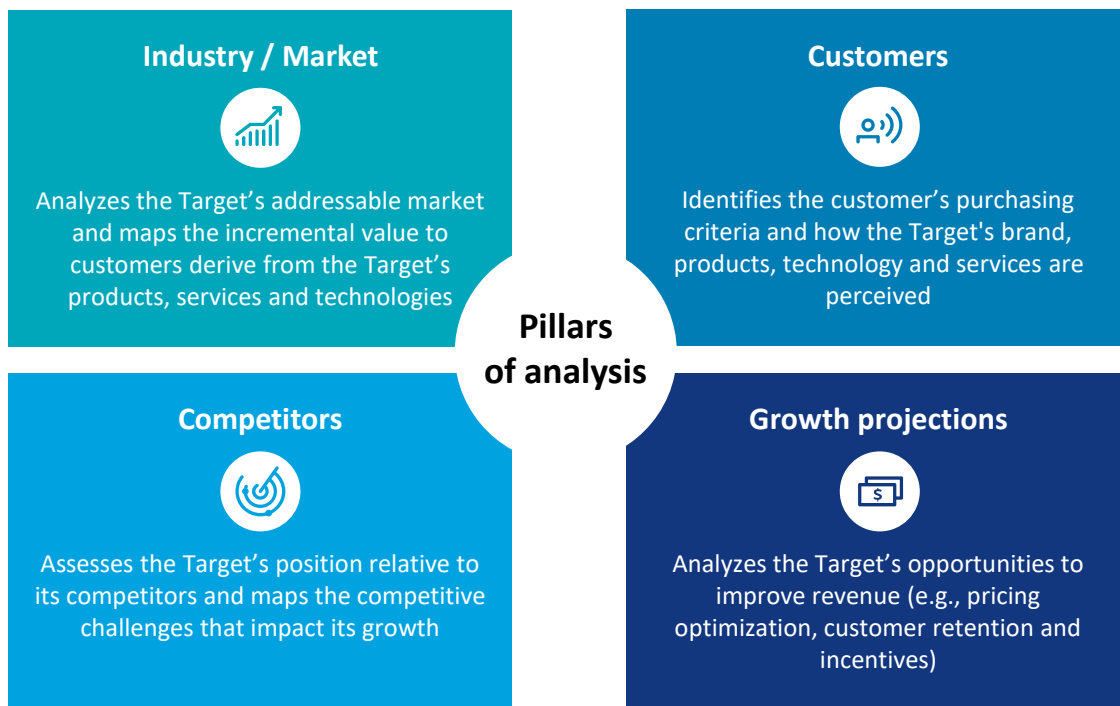 Industry / Market
Analyzes the Target’s addressable market
and maps the incremental value to
customers derive from the Target’s
products, services and technologies
Customers
Identifies the customer’s purchasing
criteria and how the Target's brand,
products, technology and services are
perceived
Pillars
of analysis
Competitors
Assesses the Target’s position relative to
its competitors and maps the competitive
challenges that impact its growth
Growth projections
$
Analyzes the Target’s opportunities to
improve revenue (e.g., pricing
optimization, customer retention and
incentives)